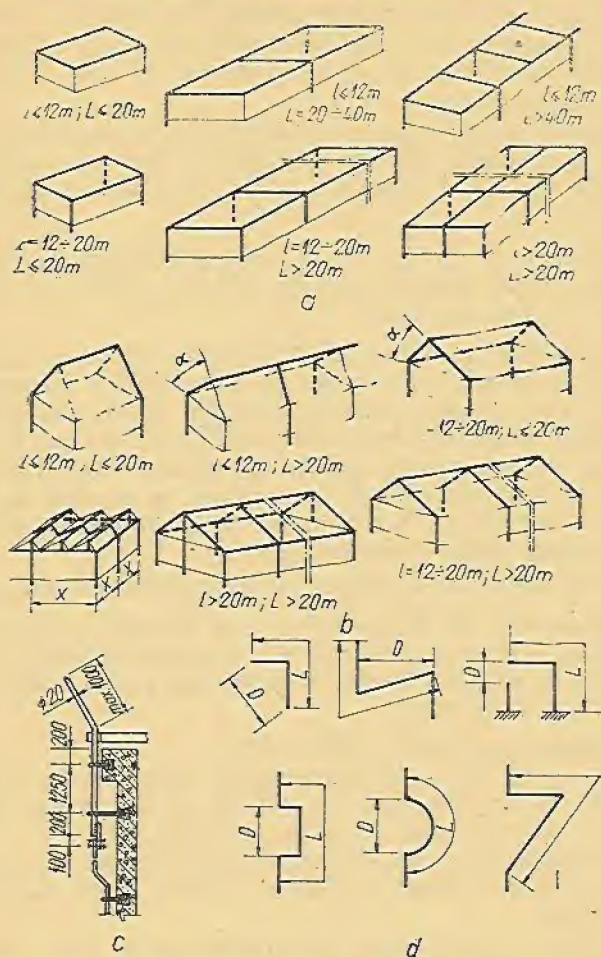 l≤12m; L≤20m
l≤12m
L=20÷40m
l≤12m
L>40m
l=12÷20m
L≤20m
l=12÷20m
L>20m
l>20m
L>20m
a
α
α
l≤12m; L≤20m
l≤12m; L>20m
12÷20m; L≤20m
x
x
x
l>20m; L>20m
l=12÷20m; L>20m
b
Φ20
max 1000
200
1250
200
100
c
D
L
D
D
L
D
L
D
L
d